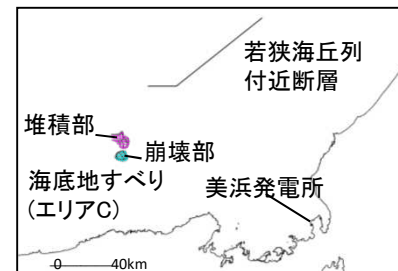 若狭海丘列
付近断層
堆積部
崩壊部
海底地すべり
(エリアC)
美浜発電所
0 40km